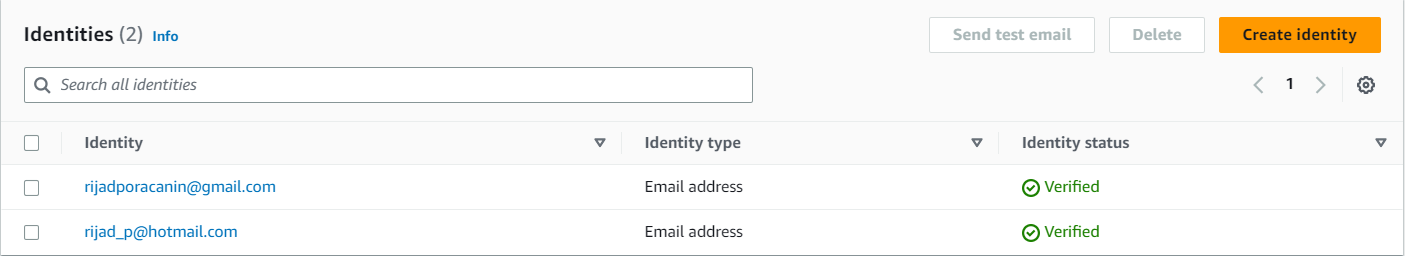 Identities (2) Info Send test email Delete Create identity
Search all identities 1
Identity Identity type Identity status
rijadporacanin@gmail.com Email address Verified
rijad_p@hotmail.com Email address Verified